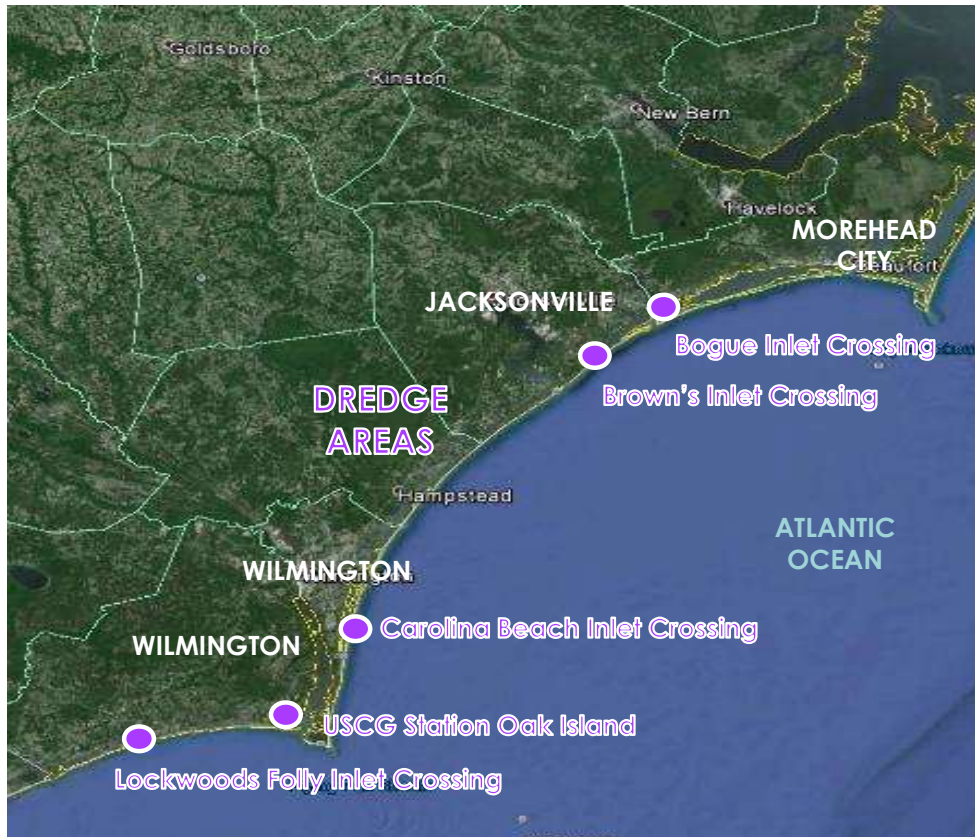 Goldsboro
Kinston
New Bern
Havelock
MOREHEAD
CITY
Beaufort
JACKSONVILLE
Bogue Inlet Crossing
Brown's Inlet Crossing
DREDGE
AREAS
Hampstead
ATLANTIC
OCEAN
WILMINGTON
Carolina Beach Inlet Crossing
WILMINGTON
USCG Station Oak Island
Lockwoods Folly Inlet Crossing